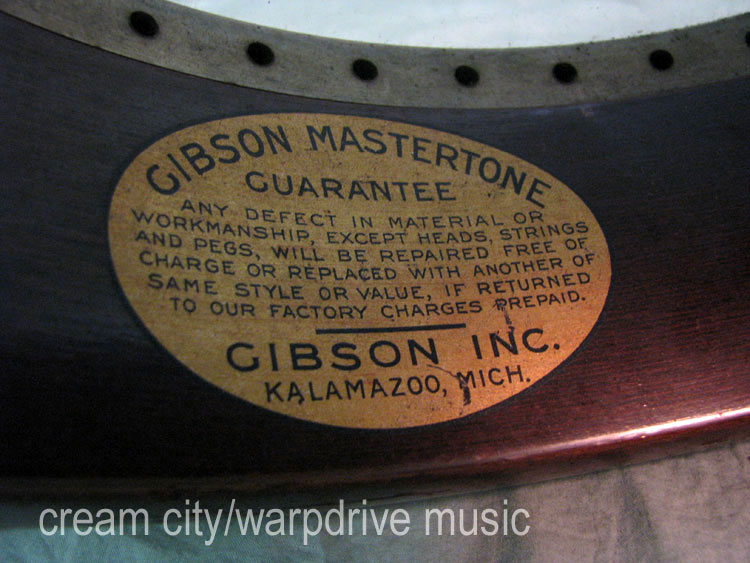 GIBSON MASTERTONE
GUARANTEE
ANY DEFECT IN MATERIAL OR
WORKMANSHIP, EXCEPT HEADS, STRINGS
AND PEGS, WILL BE REPAIRED FREE OF
CHARGE OR REPLACED WITH ANOTHER OF
SAME STYLE OR VALUE, IF RETURNED
TO OUR FACTORY CHARGES PREPAID.
GIBSON INC.
KALAMAZOO, MICH.
cream city/warpdrive music